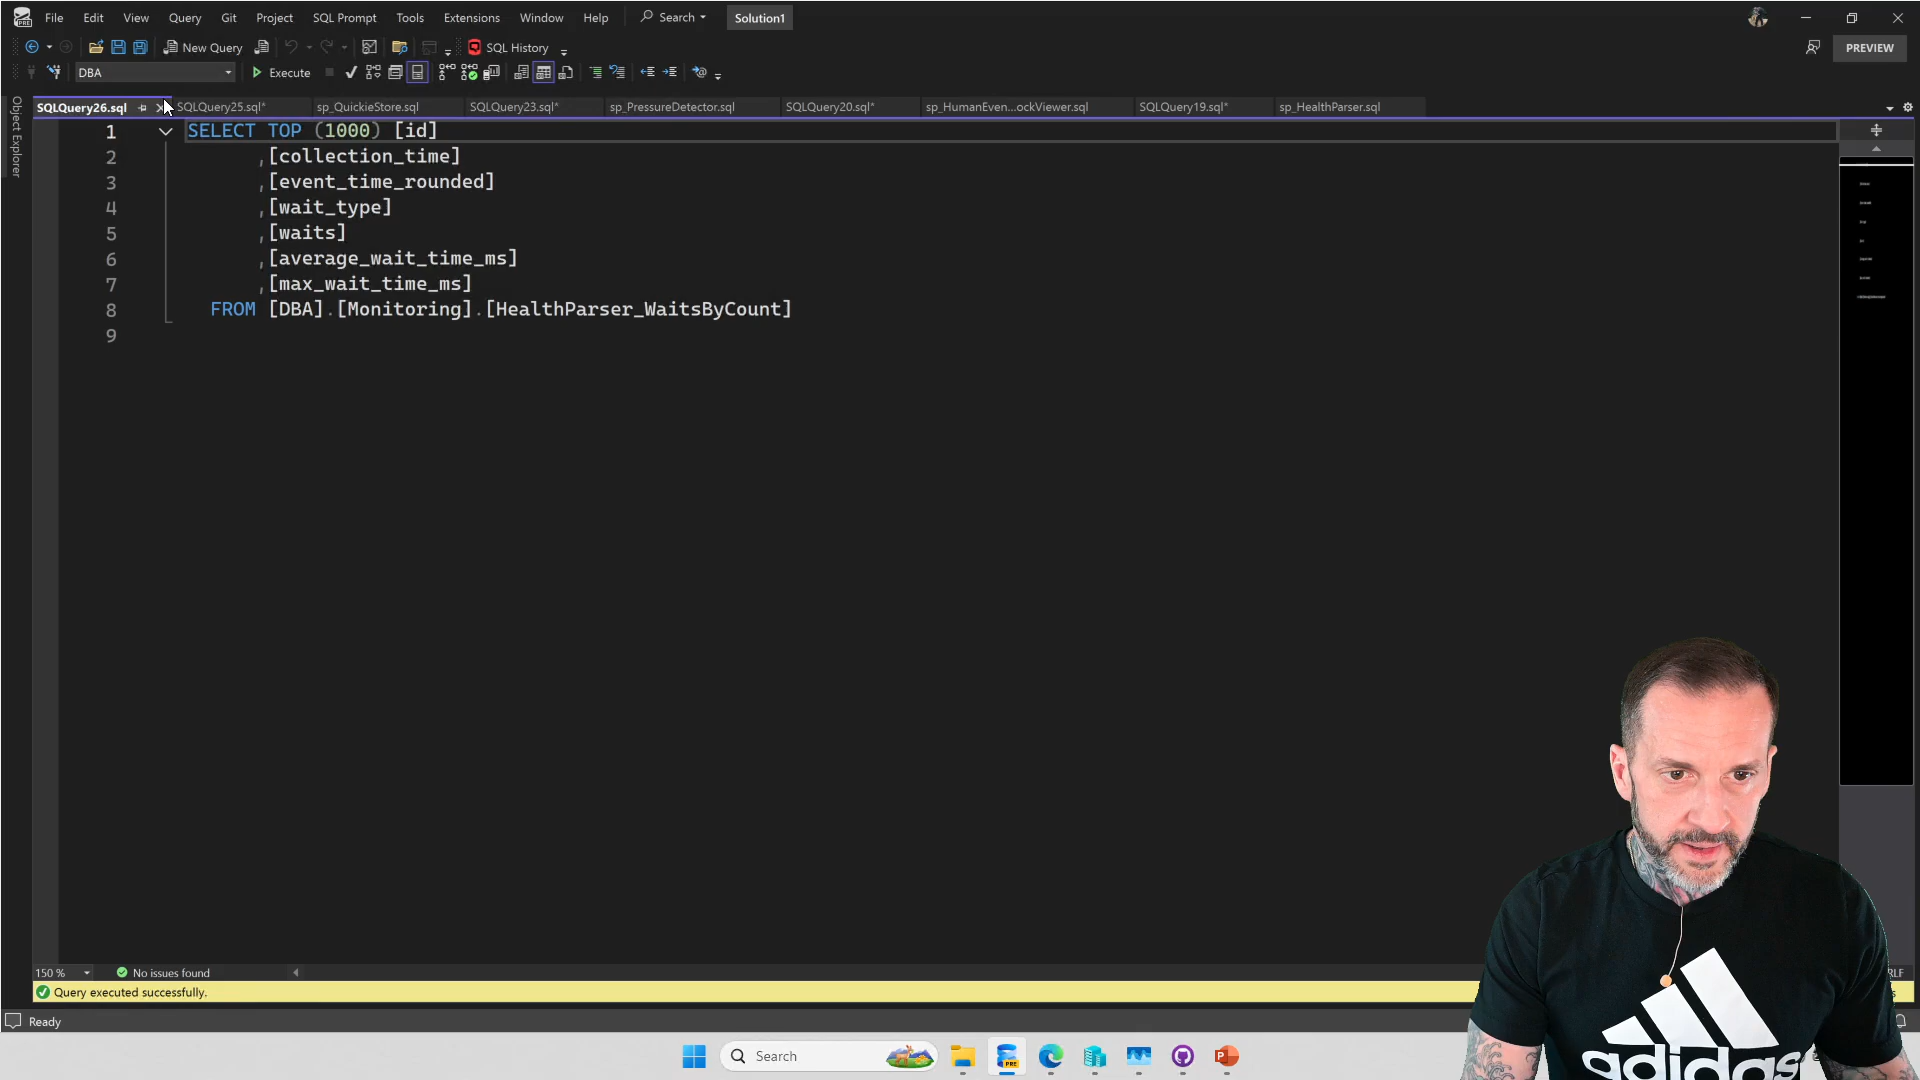 File Edit View Query Git Project SQL Prompt Tools Extensions Window Help Search Solution1
New Query SQL History PREVIEW
DBA Execute
Object Explorer
SQLQuery26.sql SQLQuery25.sql* sp_QuickieStore.sql SQLQuery23.sql* sp_PressureDetector.sql SQLQuery20.sql* sp_HumanEven...ockViewer.sql SQLQuery19.sql* sp_HealthParser.sql
1 SELECT TOP (1000) [id]
2 ,[collection_time]
3 ,[event_time_rounded]
4 ,[wait_type]
5 ,[waits]
6 ,[average_wait_time_ms]
7 ,[max_wait_time_ms]
8 FROM [DBA].[Monitoring].[HealthParser_WaitsByCount]
9
150 % No issues found
Query executed successfully.
Ready
Search
PRE
adidas